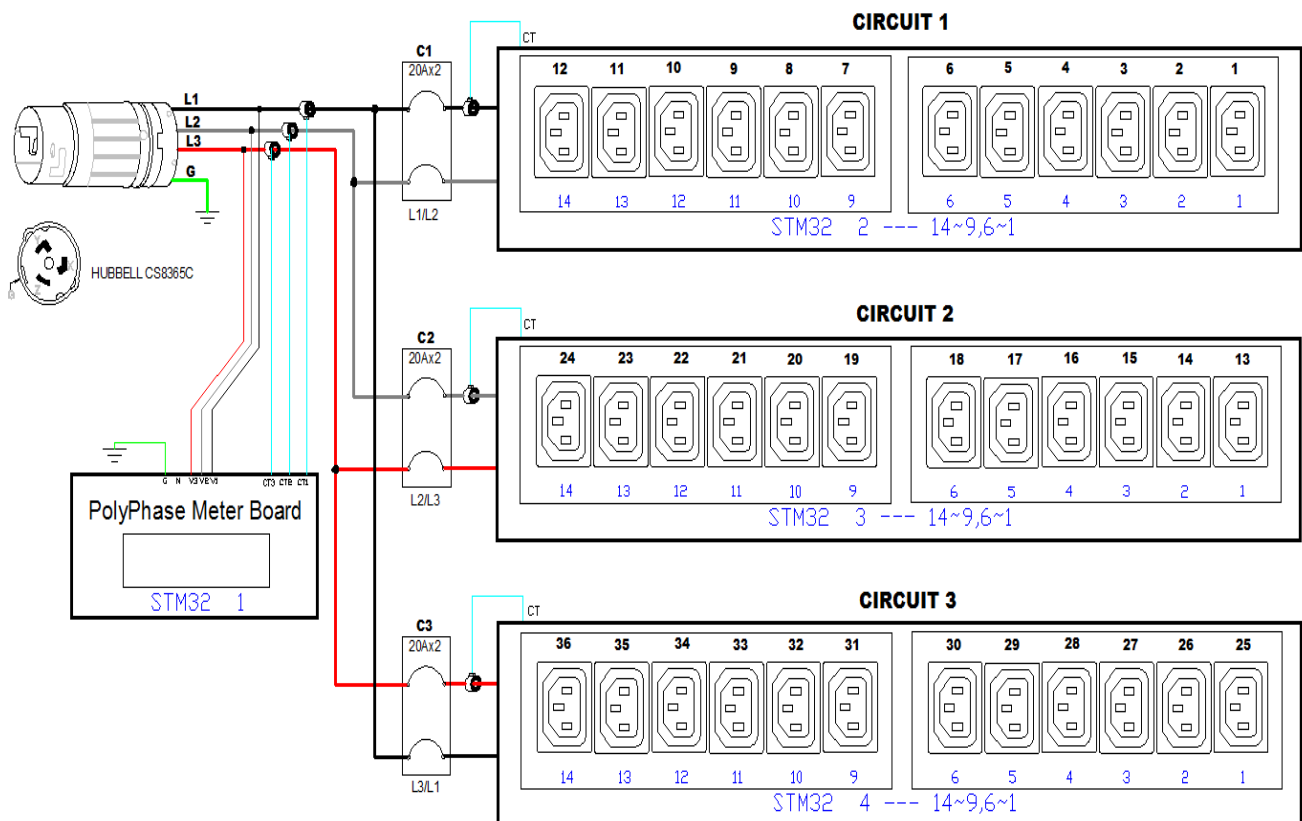 CIRCUIT 1
C1
20Ax2
CT
12 11 10 9 8 7 6 5 4 3 2 1
L1
L2
L3
G
14 13 12 11 10 9 6 5 4 3 2 1
L1/L2
STM32 2 --- 14~9,6~1
Y
X
Z
G
HUBBELL CS8365C
CIRCUIT 2
C2
20Ax2
CT
24 23 22 21 20 19 18 17 16 15 14 13
G N V3 V2 V1 CT3 CT2 CT1
14 13 12 11 10 9 6 5 4 3 2 1
L2/L3
STM32 3 --- 14~9,6~1
PolyPhase Meter Board
STM32 1
CIRCUIT 3
C3
20Ax2
CT
36 35 34 33 32 31 30 29 28 27 26 25
14 13 12 11 10 9 6 5 4 3 2 1
L3/L1
STM32 4 --- 14~9,6~1